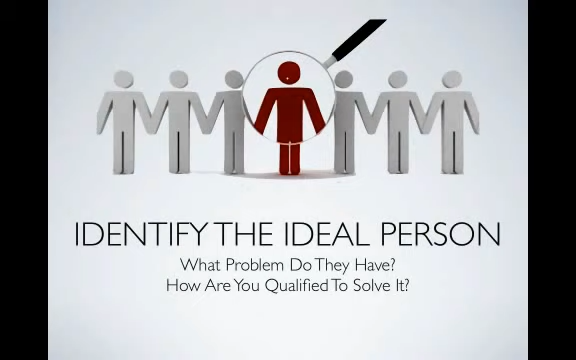 IDENTIFY THE IDEAL PERSON
What Problem Do They Have?
How Are You Qualified To Solve It?